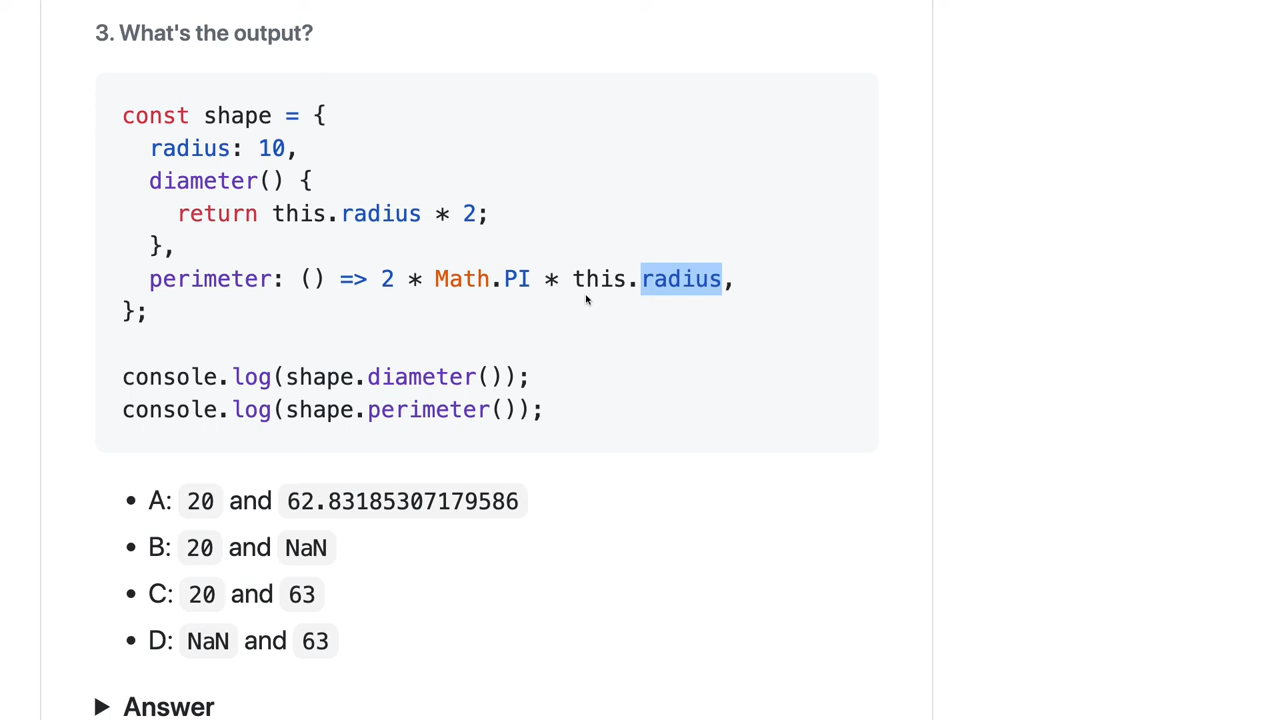 3. What's the output?
const shape = {
  radius: 10,
  diameter() {
    return this.radius * 2;
  },
  perimeter: () => 2 * Math.PI * this.radius,
};
console.log(shape.diameter());
console.log(shape.perimeter());
• A: 20 and 62.83185307179586
• B: 20 and NaN
• C: 20 and 63
• D: NaN and 63
Answer